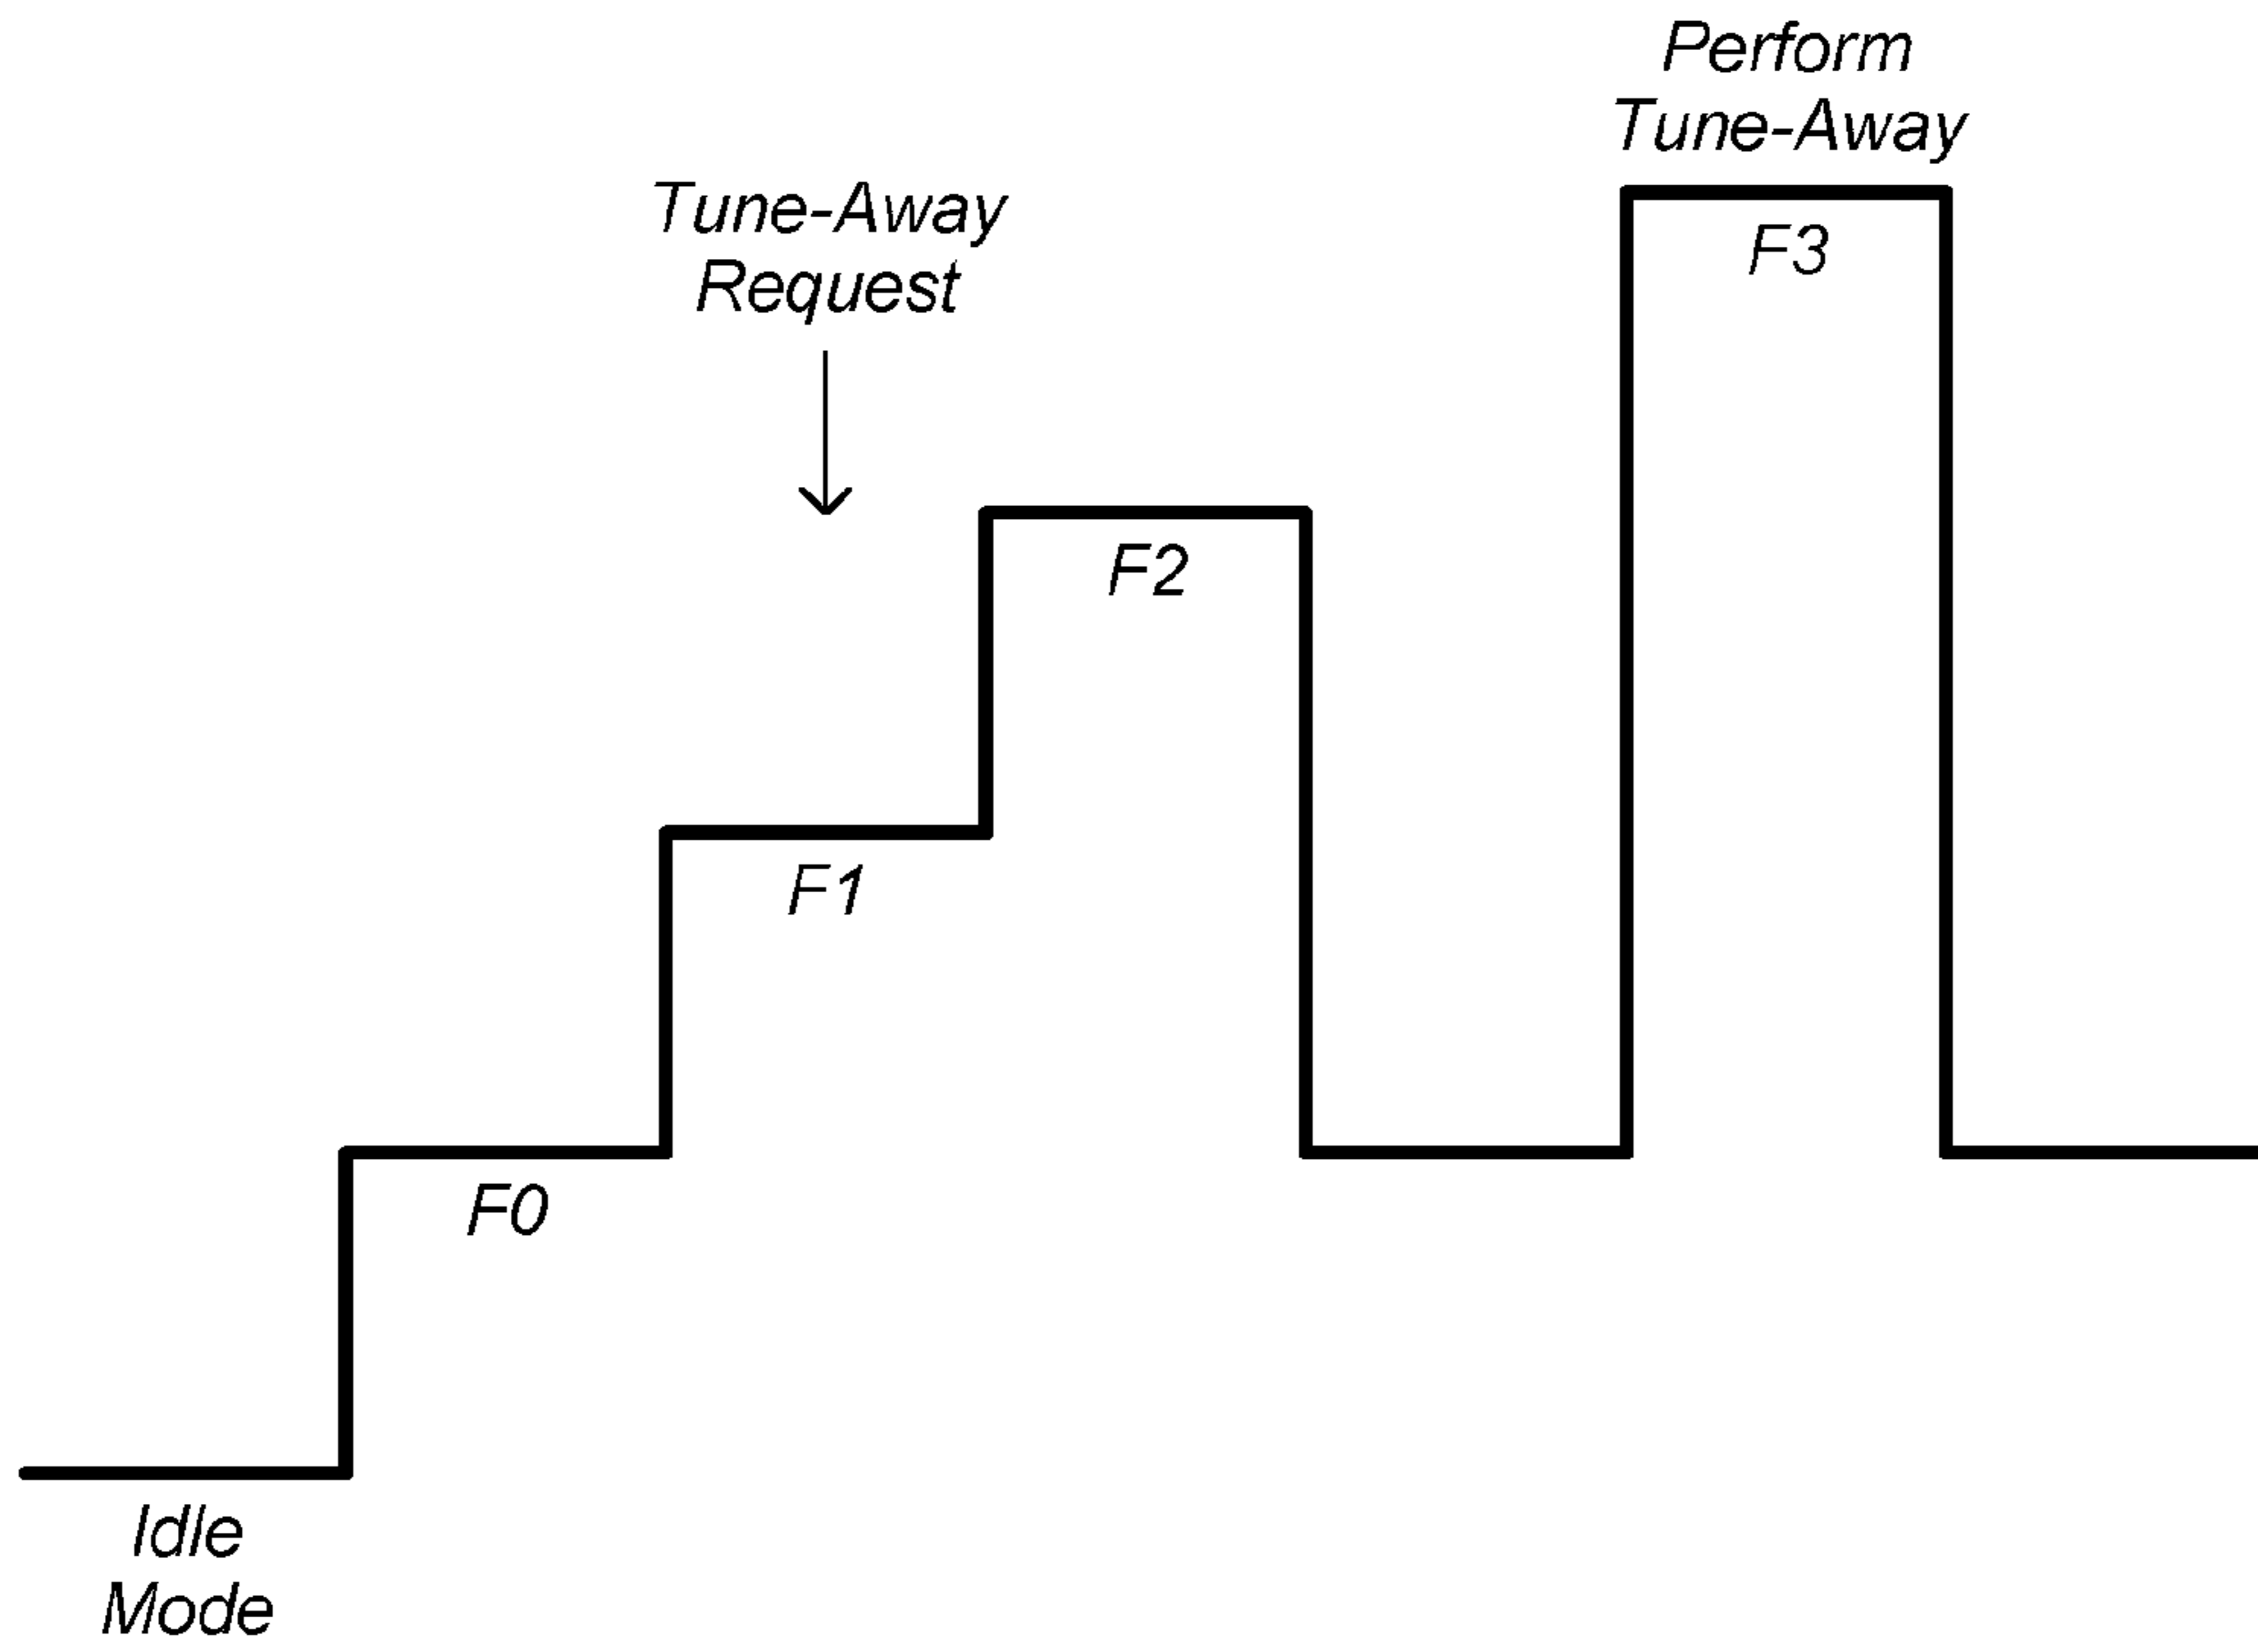 Perform
Tune-Away
F3
Tune-Away
Request
F2
F1
F0
Idle
Mode